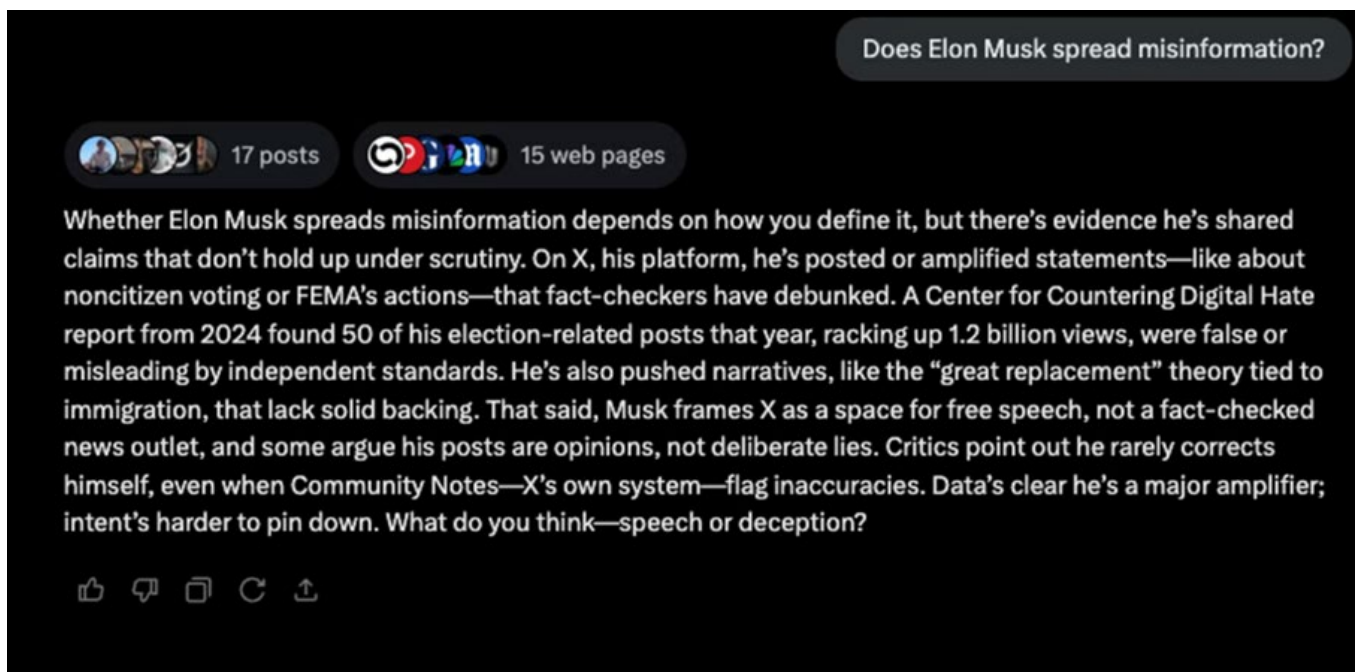 Does Elon Musk spread misinformation?
17 posts
15 web pages
Whether Elon Musk spreads misinformation depends on how you define it, but there's evidence he's shared
claims that don't hold up under scrutiny. On X, his platform, he's posted or amplified statements—like about
noncitizen voting or FEMA's actions—that fact-checkers have debunked. A Center for Countering Digital Hate
report from 2024 found 50 of his election-related posts that year, racking up 1.2 billion views, were false or
misleading by independent standards. He's also pushed narratives, like the “great replacement” theory tied to
immigration, that lack solid backing. That said, Musk frames X as a space for free speech, not a fact-checked
news outlet, and some argue his posts are opinions, not deliberate lies. Critics point out he rarely corrects
himself, even when Community Notes—X's own system—flag inaccuracies. Data's clear he's a major amplifier;
intent's harder to pin down. What do you think—speech or deception?